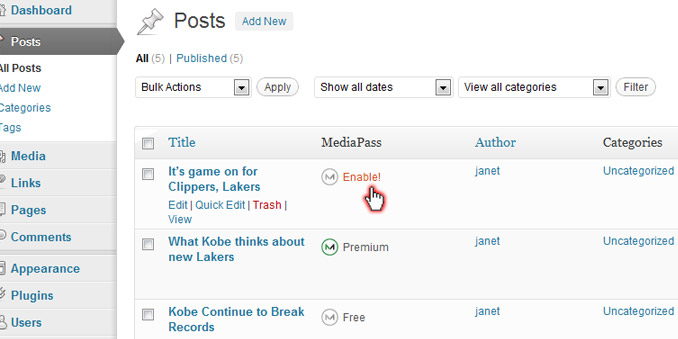 Dashboard
Posts
All Posts
Add New
Categories
Tags
Media
Links
Pages
Comments
Appearance
Plugins
Users
Posts Add New
All (5) | Published (5)
Bulk Actions Apply Show all dates View all categories Filter
Title MediaPass Author Categories
It's game on for
Clippers, Lakers
Edit | Quick Edit | Trash |
View
Enable! janet Uncategorized
What Kobe thinks about
new Lakers
Premium janet Uncategorized
Kobe Continue to Break
Records
Free janet Uncategorized